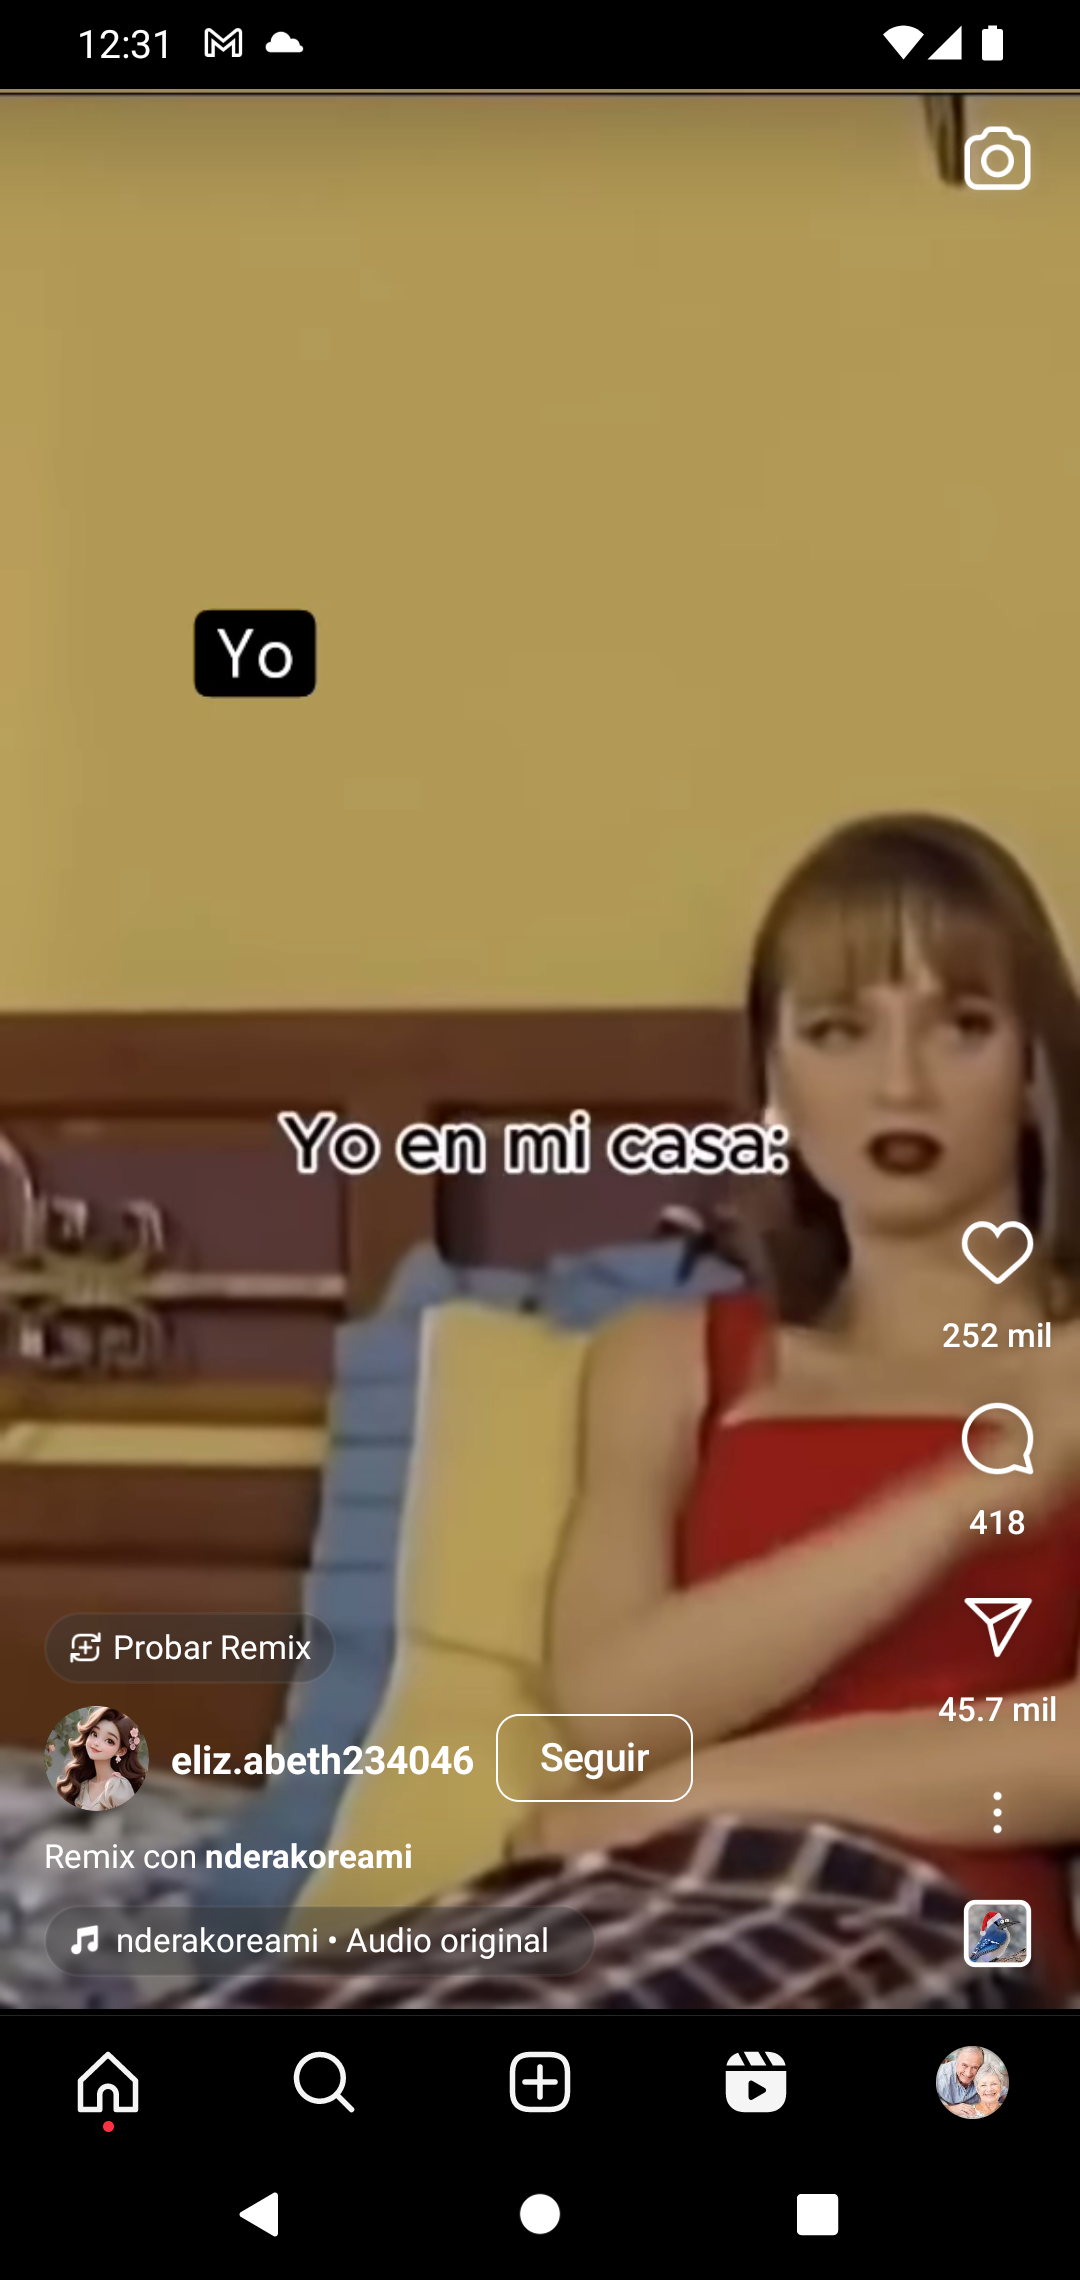 12:31
Yo
Yo en mi casa:
252 mil
418
Probar Remix
45.7 mil
eliz.abeth234046
Seguir
Remix con nderakoreami
nderakoreami • Audio original